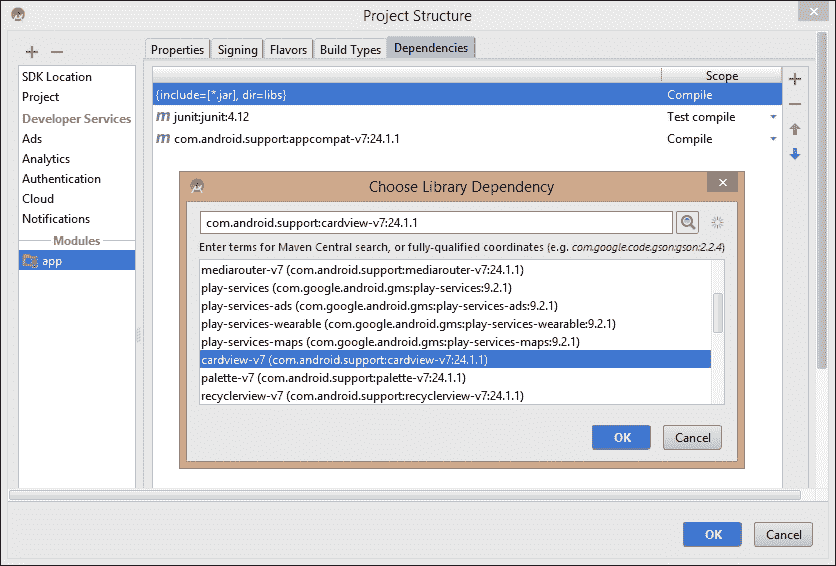 Project Structure
Properties
Signing
Flavors
Build Types
Dependencies
SDK Location
Project
Developer Services
Ads
Analytics
Authentication
Cloud
Notifications
Modules
app
Scope
{include=[*.jar], dir=libs} Compile
m junit:junit:4.12 Test compile
m com.android.support:appcompat-v7:24.1.1 Compile
Choose Library Dependency
com.android.support:cardview-v7:24.1.1
Enter terms for Maven Central search, or fully-qualified coordinates (e.g. com.google.code.gson:gson:2.2.4)
mediarouter-v7 (com.android.support:mediarouter-v7:24.1.1)
play-services (com.google.android.gms:play-services:9.2.1)
play-services-ads (com.google.android.gms:play-services-ads:9.2.1)
play-services-wearable (com.google.android.gms:play-services-wearable:9.2.1)
play-services-maps (com.google.android.gms:play-services-maps:9.2.1)
cardview-v7 (com.android.support:cardview-v7:24.1.1)
palette-v7 (com.android.support:palette-v7:24.1.1)
recyclerview-v7 (com.android.support:recyclerview-v7:24.1.1)
OK
Cancel
OK
Cancel